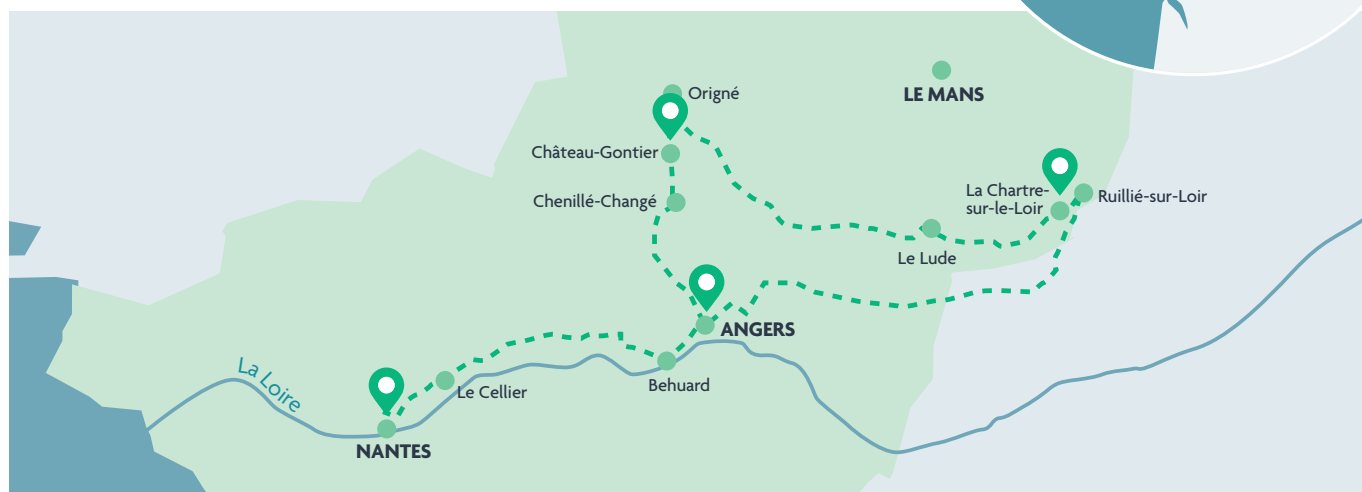 Origné
LE MANS
Château-Gontier
Chenillé-Changé
La Chartre-
sur-le-Loir
Ruillié-sur-Loir
Le Lude
ANGERS
Behuard
La Loire
Le Cellier
NANTES